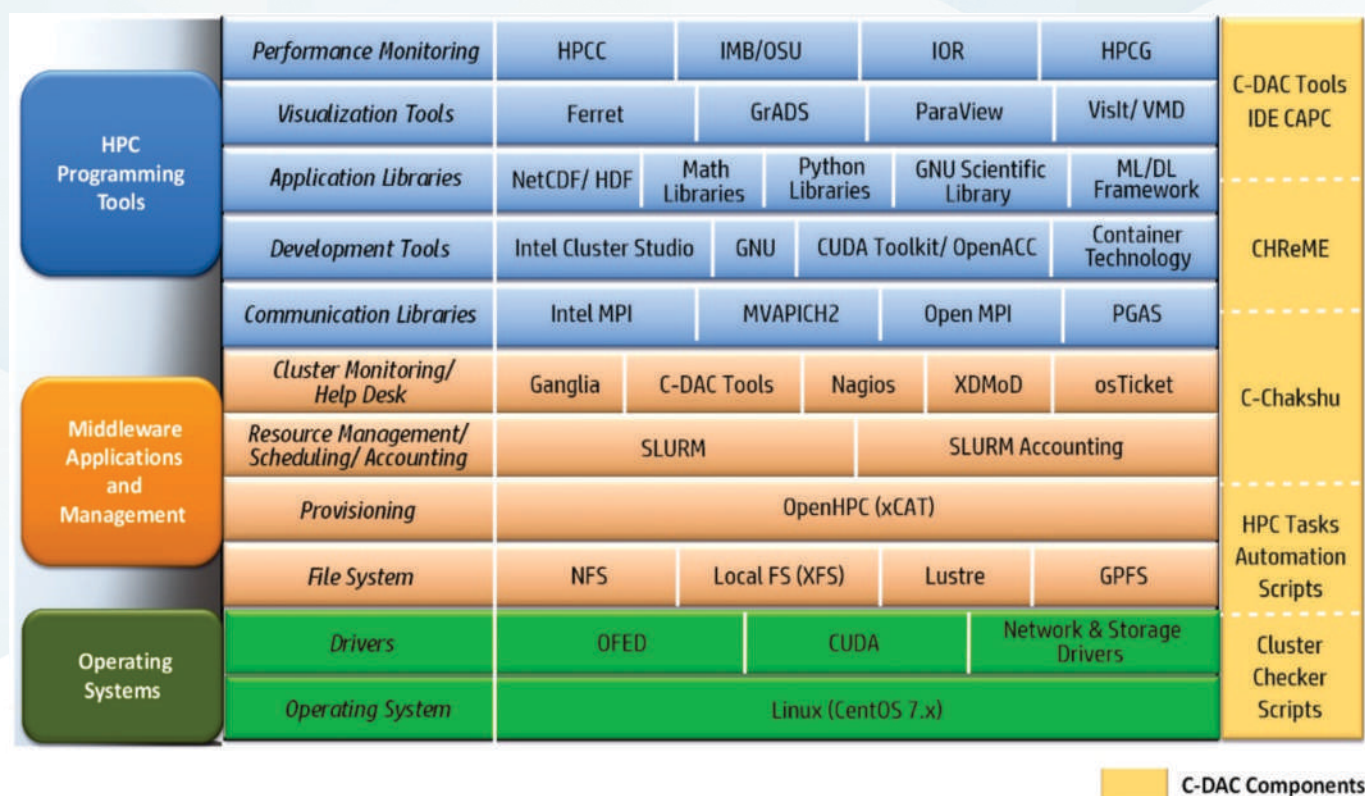 HPC
Programming
Tools
Performance Monitoring
HPCC
IMB/OSU
IOR
HPCG
Visualization Tools
Ferret
GrADS
ParaView
VisIt/ VMD
Application Libraries
NetCDF/ HDF
Math
Libraries
Python
Libraries
GNU Scientific
Library
ML/DL
Framework
Development Tools
Intel Cluster Studio
GNU
CUDA Toolkit/ OpenACC
Container
Technology
Communication Libraries
Intel MPI
MVAPICH2
Open MPI
PGAS
Middleware
Applications
and
Management
Cluster Monitoring/
Help Desk
Ganglia
C-DAC Tools
Nagios
XDMoD
osTicket
Resource Management/
Scheduling/ Accounting
SLURM
SLURM Accounting
Provisioning
OpenHPC (xCAT)
File System
NFS
Local FS (XFS)
Lustre
GPFS
Operating
Systems
Drivers
OFED
CUDA
Network & Storage
Drivers
Operating System
Linux (CentOS 7.x)
C-DAC Tools
IDE CAPC
CHReME
C-Chakshu
HPC Tasks
Automation
Scripts
Cluster
Checker
Scripts
C-DAC Components